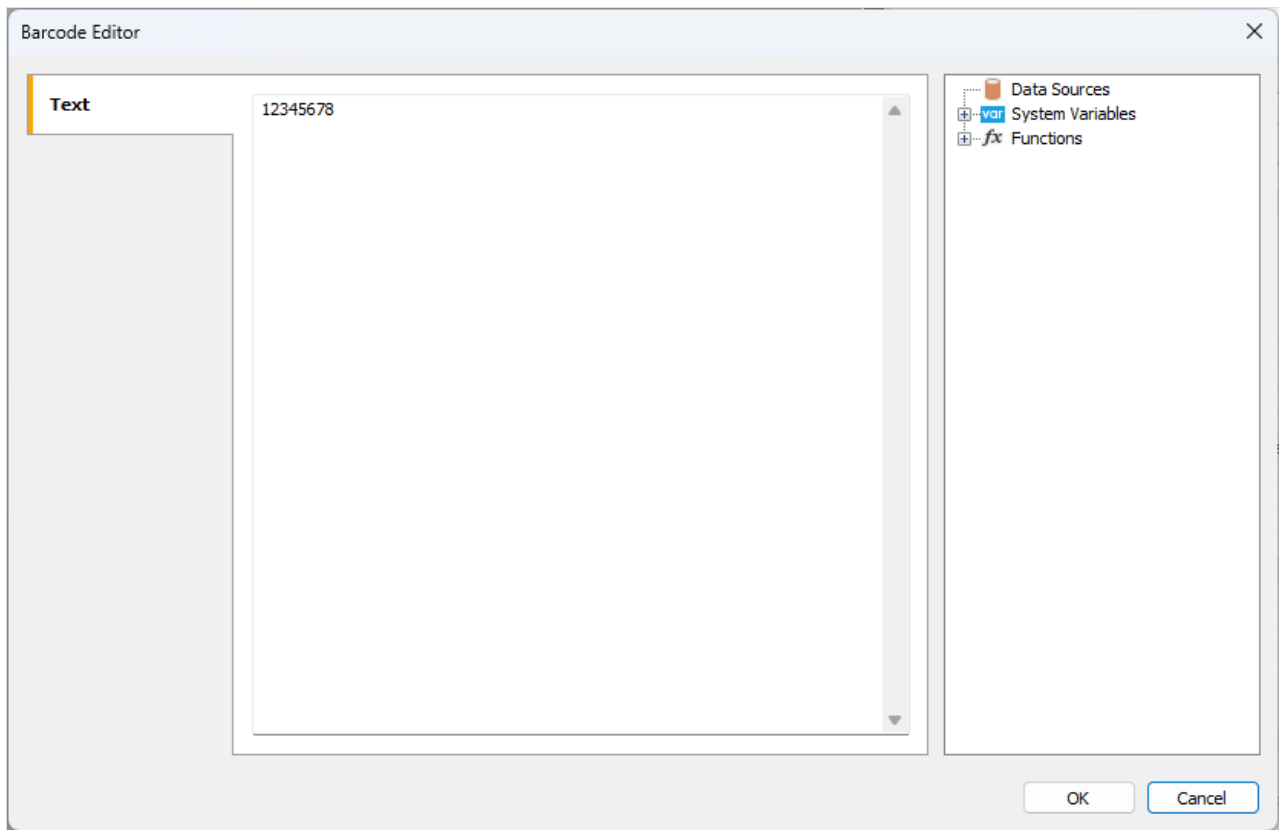 Barcode Editor
Text
12345678
Data Sources
var System Variables
fx Functions
OK
Cancel